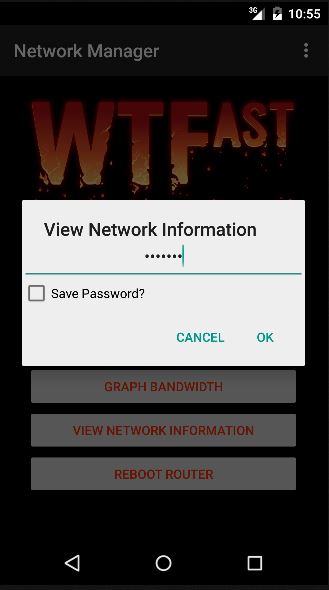 3G 10:55
Network Manager
WTFAST
View Network Information
•••••••
Save Password?
CANCEL OK
GRAPH BANDWIDTH
VIEW NETWORK INFORMATION
REBOOT ROUTER